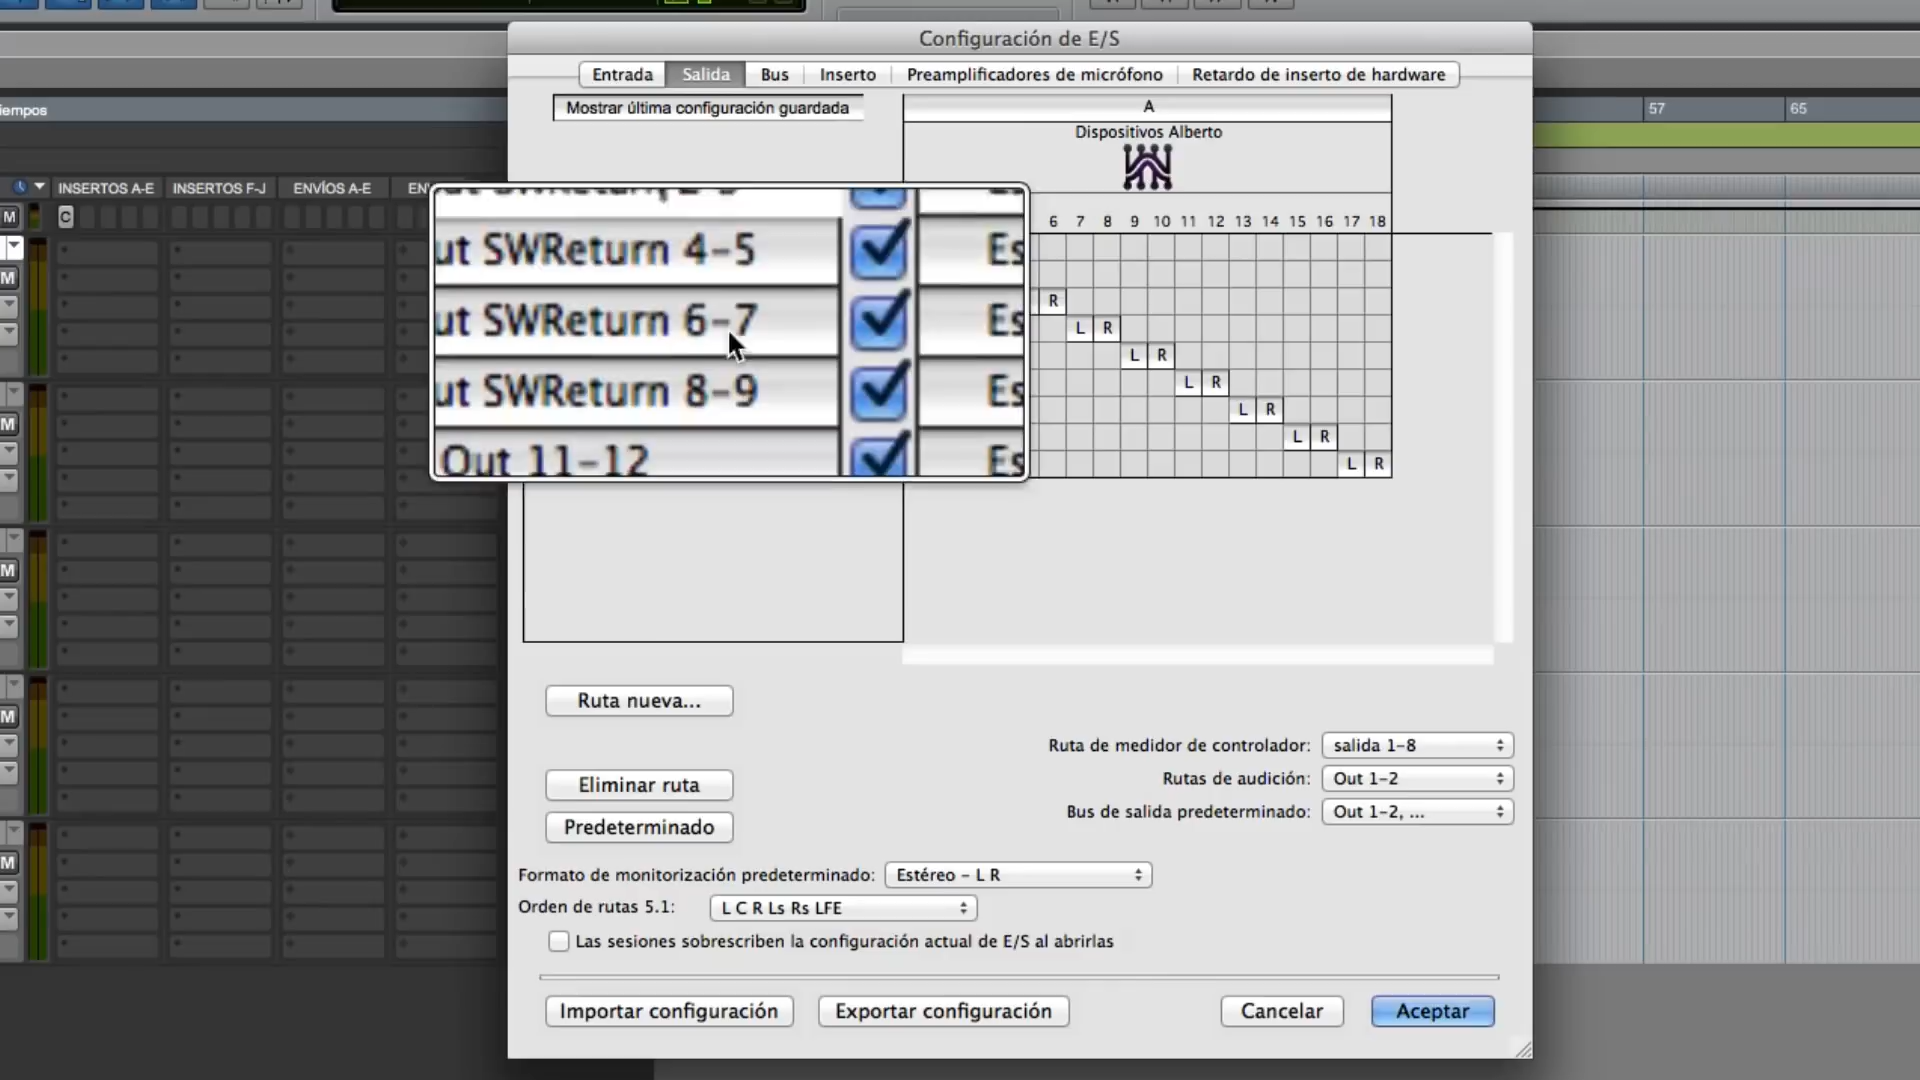 Configuración de E/S
Entrada Salida Bus Inserto Preamplificadores de micrófono Retardo de inserto de hardware
Mostrar última configuración guardada
A
Dispositivos Alberto
iempos
57 65
INSERTOS A-E INSERTOS F-J ENVÍOS A-E
6 7 8 9 10 11 12 13 14 15 16 17 18
M
C
ut SWReturn 4-5 Es
ut SWReturn 6-7 Es
ut SWReturn 8-9 Es
Out 11-12 Es
R
L R
L R
L R
L R
L R
L R
M
M
M
M
M
Ruta nueva...
Eliminar ruta
Predeterminado
Ruta de medidor de controlador: salida 1-8
Rutas de audición: Out 1-2
Bus de salida predeterminado: Out 1-2, ...
Formato de monitorización predeterminado: Estéreo - L R
Orden de rutas 5.1: L C R Ls Rs LFE
Las sesiones sobrescriben la configuración actual de E/S al abrirlas
Importar configuración Exportar configuración Cancelar Aceptar